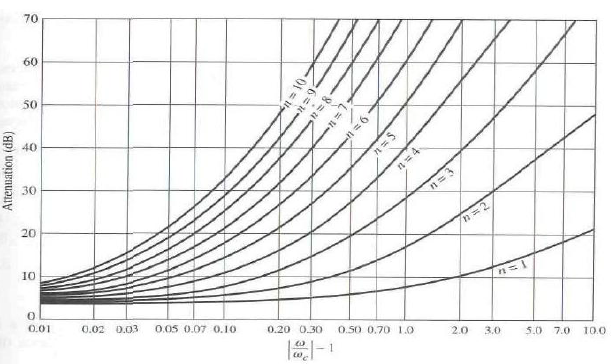 70
60
50
40
30
20
10
0
Attenuation (dB)
n = 10
n = 9
n = 8
n = 7
n = 6
n = 5
n = 4
n = 3
n = 2
n = 1
0.01 0.02 0.03 0.05 0.07 0.10 0.20 0.30 0.50 0.70 1.0 2.0 3.0 5.0 7.0 10.0
|ω/ωc| − 1